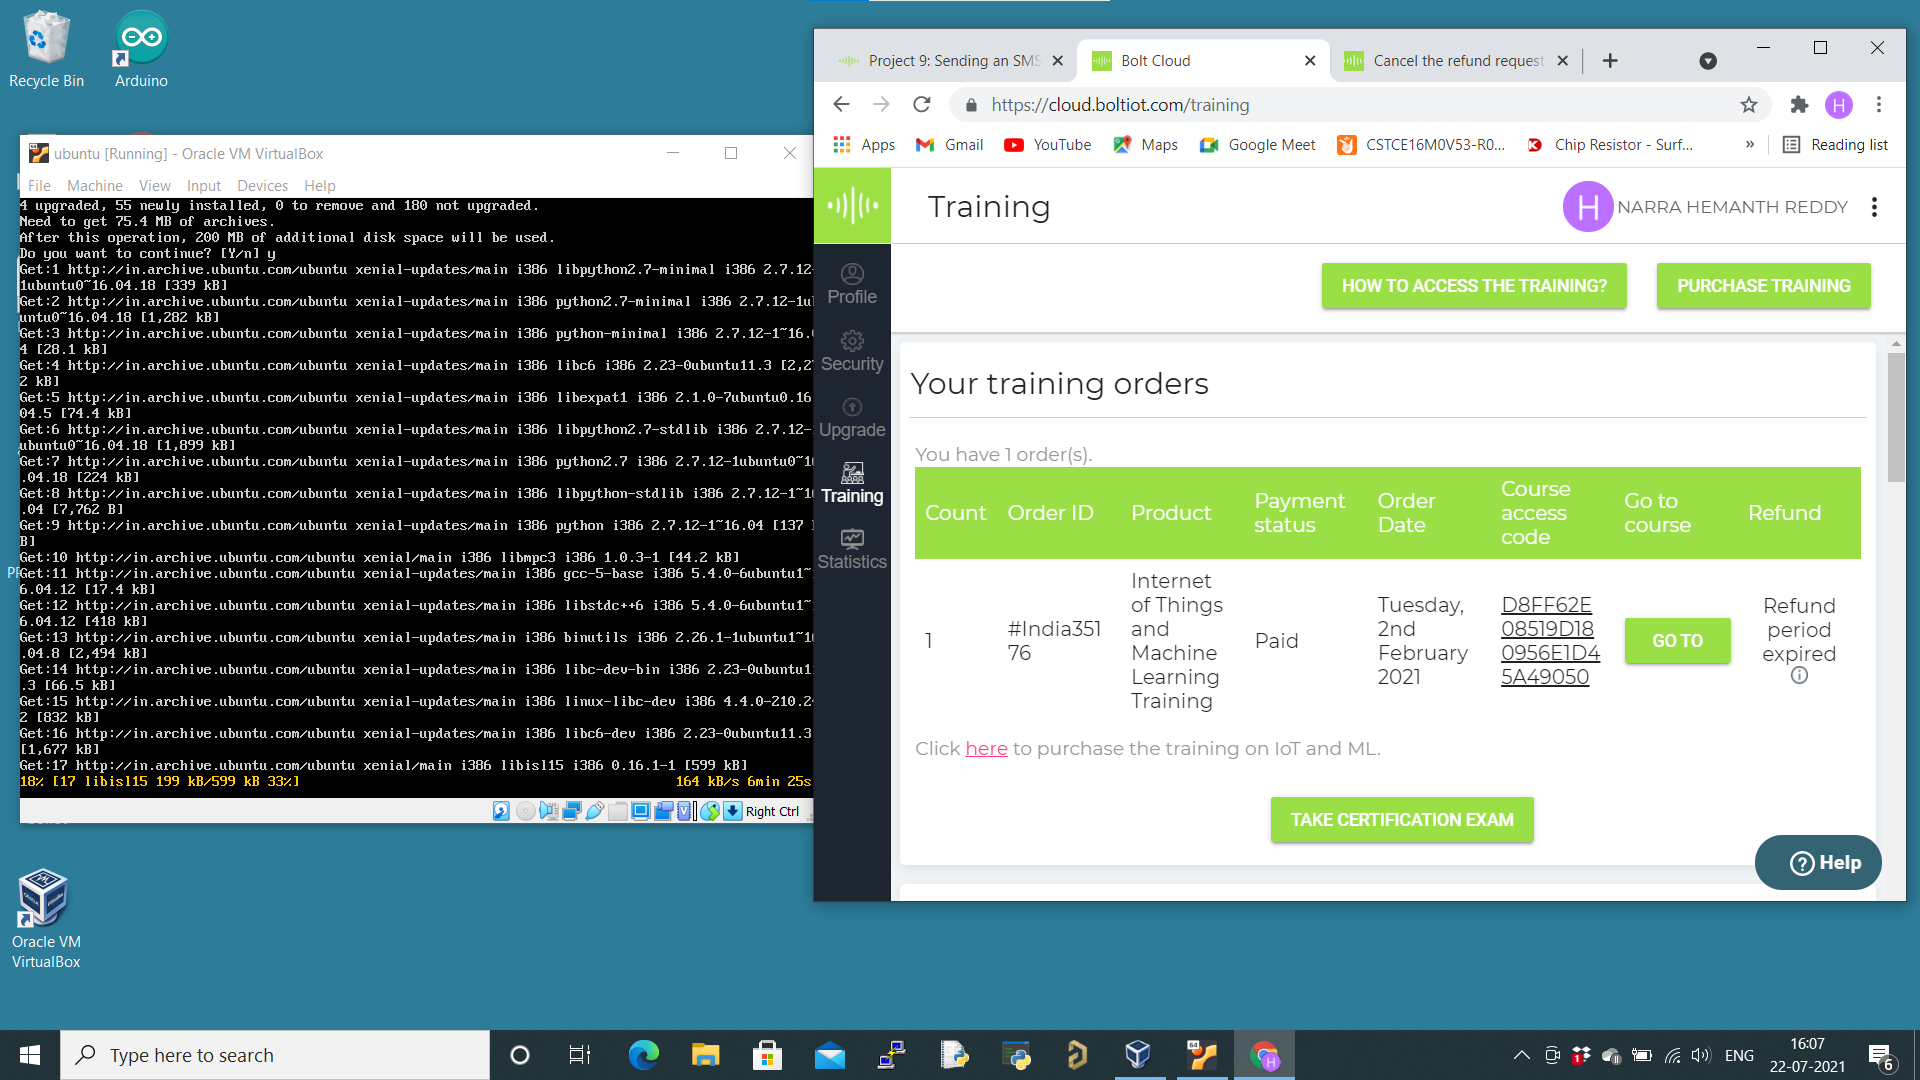 Recycle Bin
Arduino
ubuntu [Running] - Oracle VM VirtualBox
File Machine View Input Devices Help
4 upgraded, 55 newly installed, 0 to remove and 180 not upgraded.
Need to get 75.4 MB of archives.
After this operation, 200 MB of additional disk space will be used.
Do you want to continue? [Y/n] y
Get:1 http://in.archive.ubuntu.com/ubuntu xenial-updates/main i386 libpython2.7-minimal i386 2.7.12-
1ubuntu0~16.04.18 [339 kB]
Get:2 http://in.archive.ubuntu.com/ubuntu xenial-updates/main i386 python2.7-minimal i386 2.7.12-1ub
untu0~16.04.18 [1,282 kB]
Get:3 http://in.archive.ubuntu.com/ubuntu xenial-updates/main i386 python-minimal i386 2.7.12-1~16.0
4 [28.1 kB]
Get:4 http://in.archive.ubuntu.com/ubuntu xenial-updates/main i386 libc6 i386 2.23-0ubuntu11.3 [2,27
2 kB]
Get:5 http://in.archive.ubuntu.com/ubuntu xenial-updates/main i386 libexpat1 i386 2.1.0-7ubuntu0.16.
04.5 [74.4 kB]
Get:6 http://in.archive.ubuntu.com/ubuntu xenial-updates/main i386 libpython2.7-stdlib i386 2.7.12-1
ubuntu0~16.04.18 [1,899 kB]
Get:7 http://in.archive.ubuntu.com/ubuntu xenial-updates/main i386 python2.7 i386 2.7.12-1ubuntu0~16
.04.18 [224 kB]
Get:8 http://in.archive.ubuntu.com/ubuntu xenial-updates/main i386 libpython-stdlib i386 2.7.12-1~16
.04 [7,762 B]
Get:9 http://in.archive.ubuntu.com/ubuntu xenial-updates/main i386 python i386 2.7.12-1~16.04 [137 k
B]
Get:10 http://in.archive.ubuntu.com/ubuntu xenial/main i386 libmpc3 i386 1.0.3-1 [44.2 kB]
Get:11 http://in.archive.ubuntu.com/ubuntu xenial-updates/main i386 gcc-5-base i386 5.4.0-6ubuntu1~1
6.04.12 [17.4 kB]
Get:12 http://in.archive.ubuntu.com/ubuntu xenial-updates/main i386 libstdc++6 i386 5.4.0-6ubuntu1~1
6.04.12 [418 kB]
Get:13 http://in.archive.ubuntu.com/ubuntu xenial-updates/main i386 binutils i386 2.26.1-1ubuntu1~16
.04.8 [2,494 kB]
Get:14 http://in.archive.ubuntu.com/ubuntu xenial-updates/main i386 libc-dev-bin i386 2.23-0ubuntu11
.3 [66.5 kB]
Get:15 http://in.archive.ubuntu.com/ubuntu xenial-updates/main i386 linux-libc-dev i386 4.4.0-210.24
2 [832 kB]
Get:16 http://in.archive.ubuntu.com/ubuntu xenial-updates/main i386 libc6-dev i386 2.23-0ubuntu11.3
[1,677 kB]
Get:17 http://in.archive.ubuntu.com/ubuntu xenial/main i386 libisl15 i386 0.16.1-1 [599 kB]
18% [17 libisl15 199 kB/599 kB 33%] 164 kB/s 6min 25s
Right Ctrl
Oracle VM
VirtualBox
Project 9: Sending an SMS
Bolt Cloud
Cancel the refund request
https://cloud.boltiot.com/training
H
Apps Gmail YouTube Maps Google Meet CSTCE16M0V53-R0... Chip Resistor - Surf... » Reading list
Training
H NARRA HEMANTH REDDY
HOW TO ACCESS THE TRAINING?
PURCHASE TRAINING
Profile
Security
Upgrade
Training
Statistics
Your training orders
You have 1 order(s).
Count Order ID Product Payment status Order Date Course access code Go to course Refund
1
#India351
76
Internet
of Things
and
Machine
Learning
Training
Paid
Tuesday,
2nd
February
2021
D8FF62E
08519D18
0956E1D4
5A49050
GO TO
Refund
period
expired
Click here to purchase the training on IoT and ML.
TAKE CERTIFICATION EXAM
Help
Type here to search
ENG
16:07
22-07-2021
6